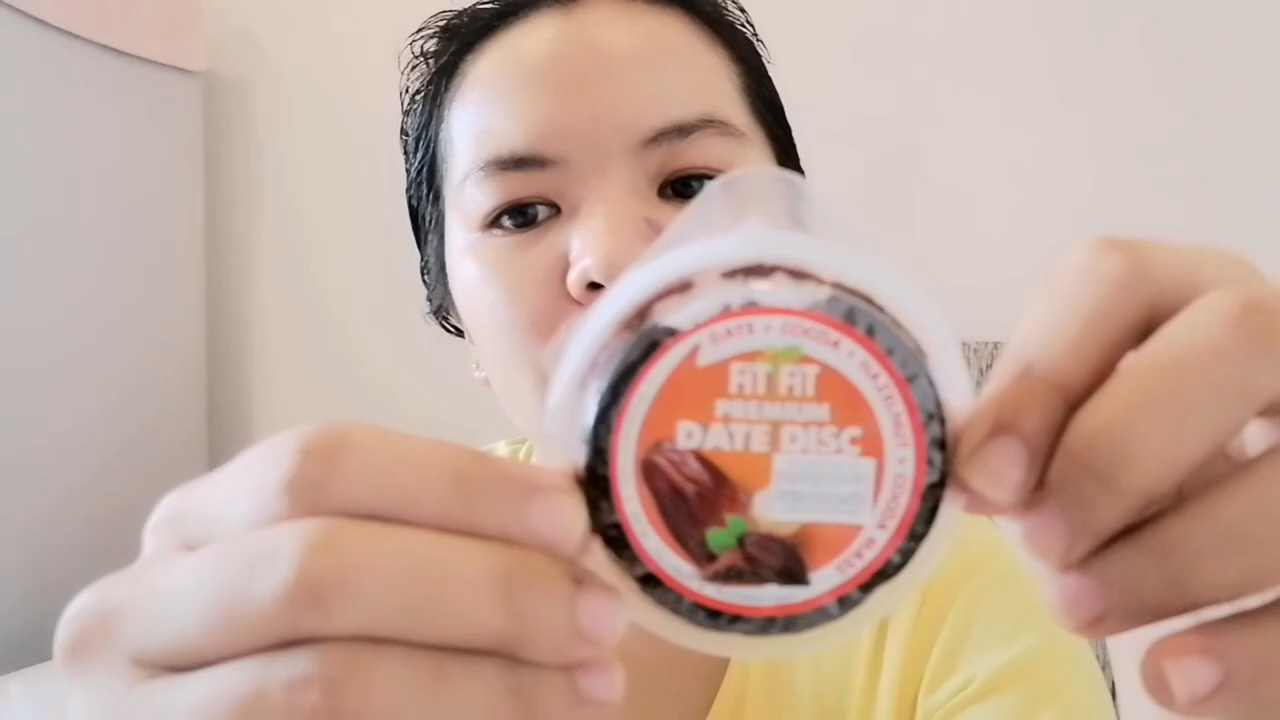 DATE • COCOA • HAZELNUT • COCOA MASS
FIT FIT
PREMIUM
DATE DISC